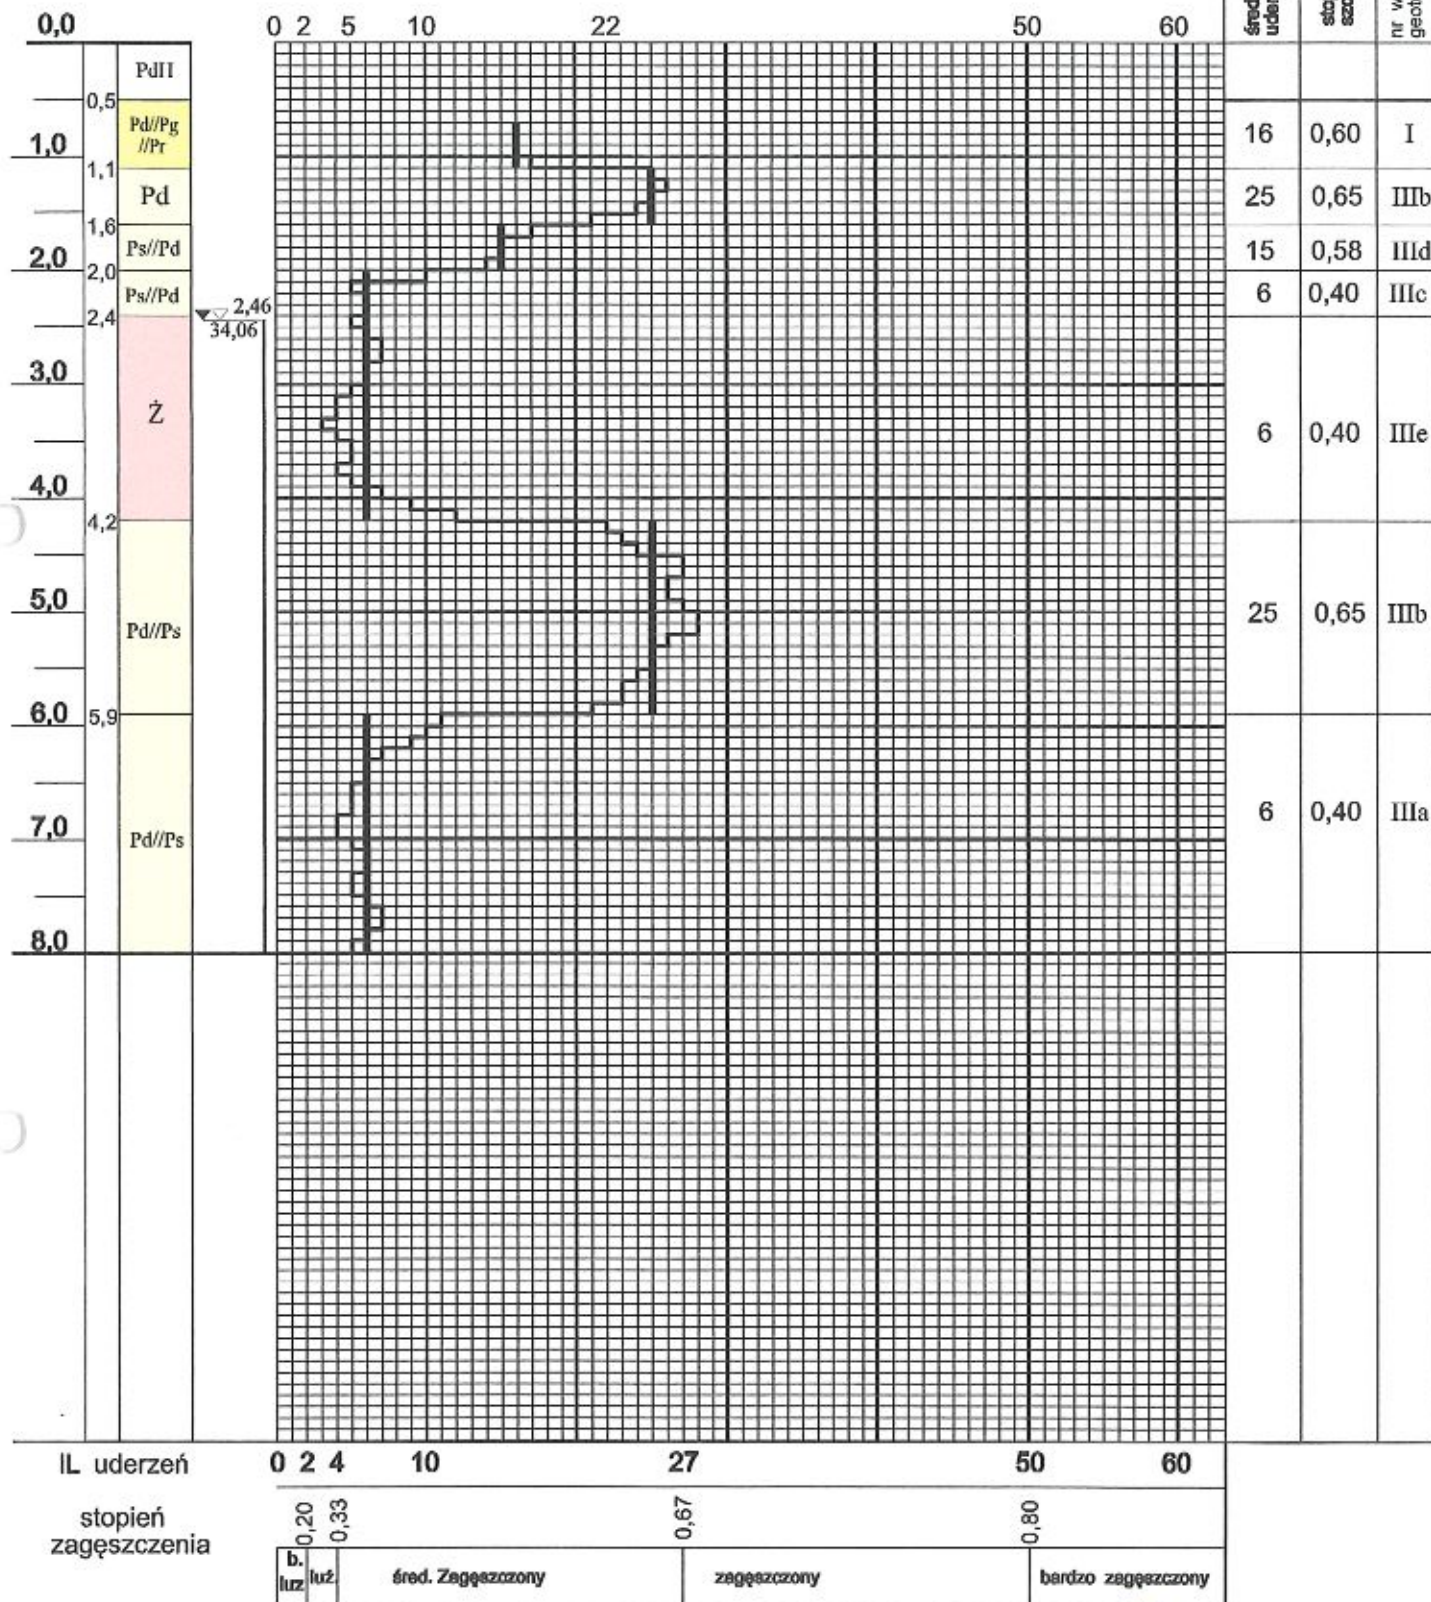 0,0 0 2 5 10 22 50 60
PdH
0,5
Pd//Pg
//Pr
16 0,60 I
1,0
1,1
Pd
25 0,65 IIIb
1,6
Ps//Pd
15 0,58 IIId
2,0
2,0
Ps//Pd
6 0,40 IIIc
2,46
2,4
34,06
3,0
Ż
6 0,40 IIIe
4,0
4,2
5,0
Pd//Ps
25 0,65 IIIb
6,0
5,9
7,0
Pd//Ps
6 0,40 IIIa
8,0
IL uderzeń 0 2 4 10 27 50 60
stopień
zagęszczenia
0,20 0,33 0,67 0,80
b.
luz luź. śred. Zagęszczony zagęszczony bardzo zagęszczony